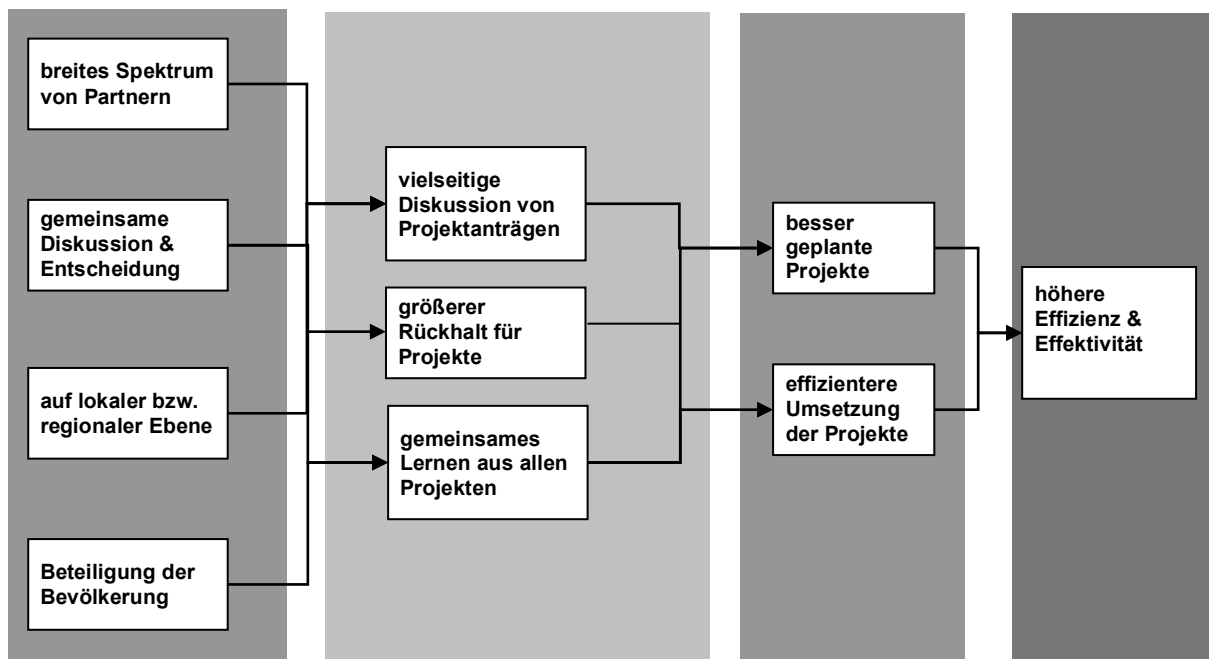 breites Spektrum
von Partnern
gemeinsame
Diskussion &
Entscheidung
auf lokaler bzw.
regionaler Ebene
Beteiligung der
Bevölkerung
vielseitige
Diskussion von
Projektanträgen
größerer
Rückhalt für
Projekte
gemeinsames
Lernen aus allen
Projekten
besser
geplante
Projekte
effizientere
Umsetzung
der Projekte
höhere
Effizienz &
Effektivität